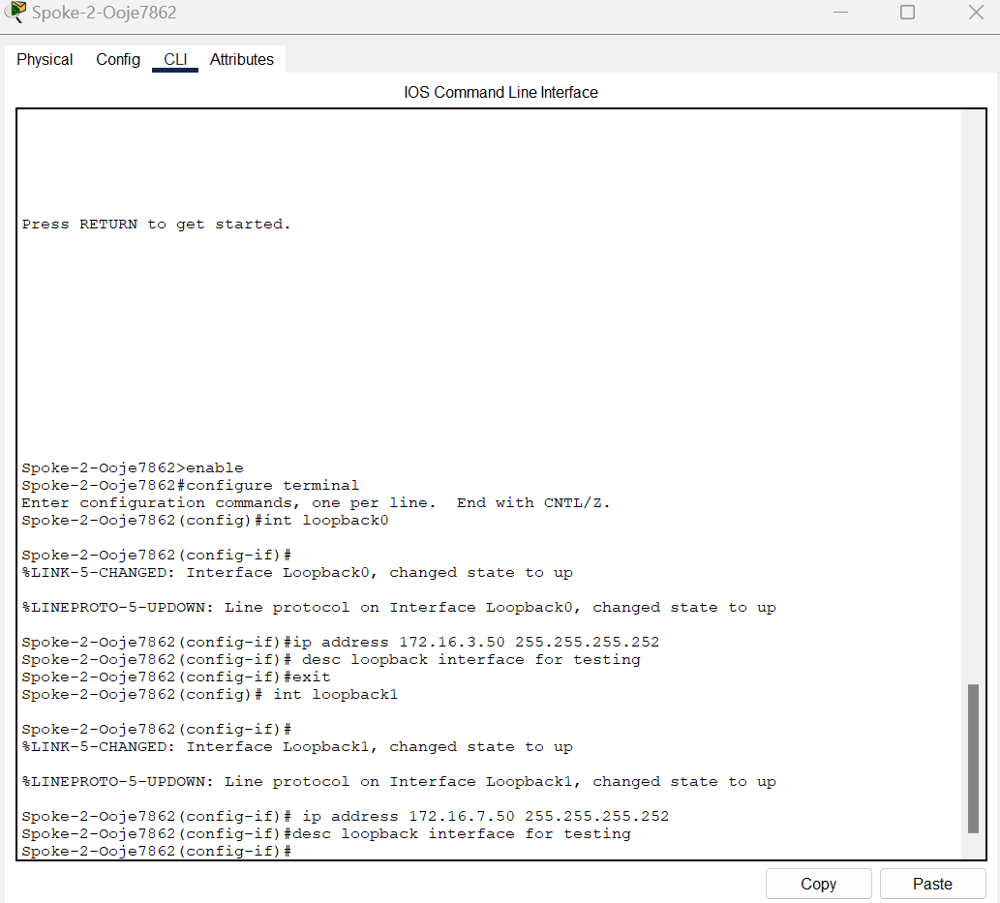 Spoke-2-Ooje7862
Physical Config CLI Attributes
IOS Command Line Interface
Press RETURN to get started.
Spoke-2-Ooje7862>enable
Spoke-2-Ooje7862#configure terminal
Enter configuration commands, one per line.  End with CNTL/Z.
Spoke-2-Ooje7862(config)#int loopback0
Spoke-2-Ooje7862(config-if)#
%LINK-5-CHANGED: Interface Loopback0, changed state to up
%LINEPROTO-5-UPDOWN: Line protocol on Interface Loopback0, changed state to up
Spoke-2-Ooje7862(config-if)#ip address 172.16.3.50 255.255.255.252
Spoke-2-Ooje7862(config-if)# desc loopback interface for testing
Spoke-2-Ooje7862(config-if)#exit
Spoke-2-Ooje7862(config)# int loopback1
Spoke-2-Ooje7862(config-if)#
%LINK-5-CHANGED: Interface Loopback1, changed state to up
%LINEPROTO-5-UPDOWN: Line protocol on Interface Loopback1, changed state to up
Spoke-2-Ooje7862(config-if)# ip address 172.16.7.50 255.255.255.252
Spoke-2-Ooje7862(config-if)#desc loopback interface for testing
Spoke-2-Ooje7862(config-if)#
Copy Paste